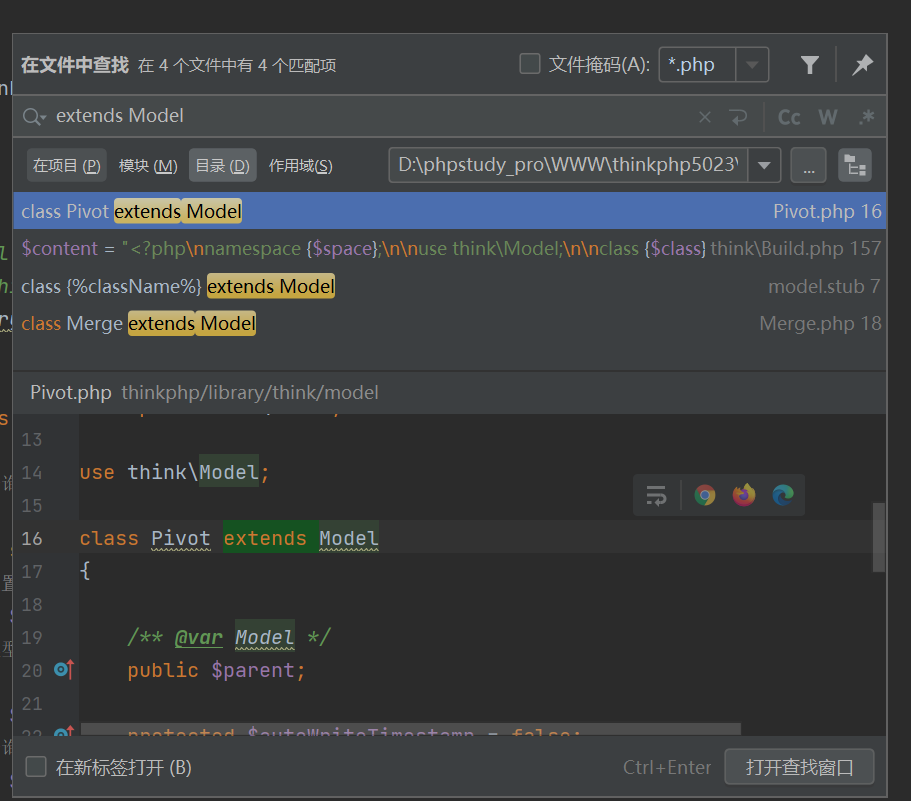 在文件中查找 在 4 个文件中有 4 个匹配项 文件掩码(A): *.php
extends Model Cc W .*
在项目 (P) 模块 (M) 目录 (D) 作用域(S) D:\phpstudy_pro\WWW\thinkphp5023\ ...
class Pivot extends Model Pivot.php 16
$content = "<?php\nnamespace {$space};\n\nuse think\Model;\n\nclass {$class} think\Build.php 157
class {%className%} extends Model model.stub 7
class Merge extends Model Merge.php 18
Pivot.php thinkphp/library/think/model
13
14 use think\Model;
15
16 class Pivot extends Model
17 {
18
19 /** @var Model */
20 public $parent;
21
22 protected $autoWriteTimestamp = false;
在新标签打开 (B) Ctrl+Enter 打开查找窗口